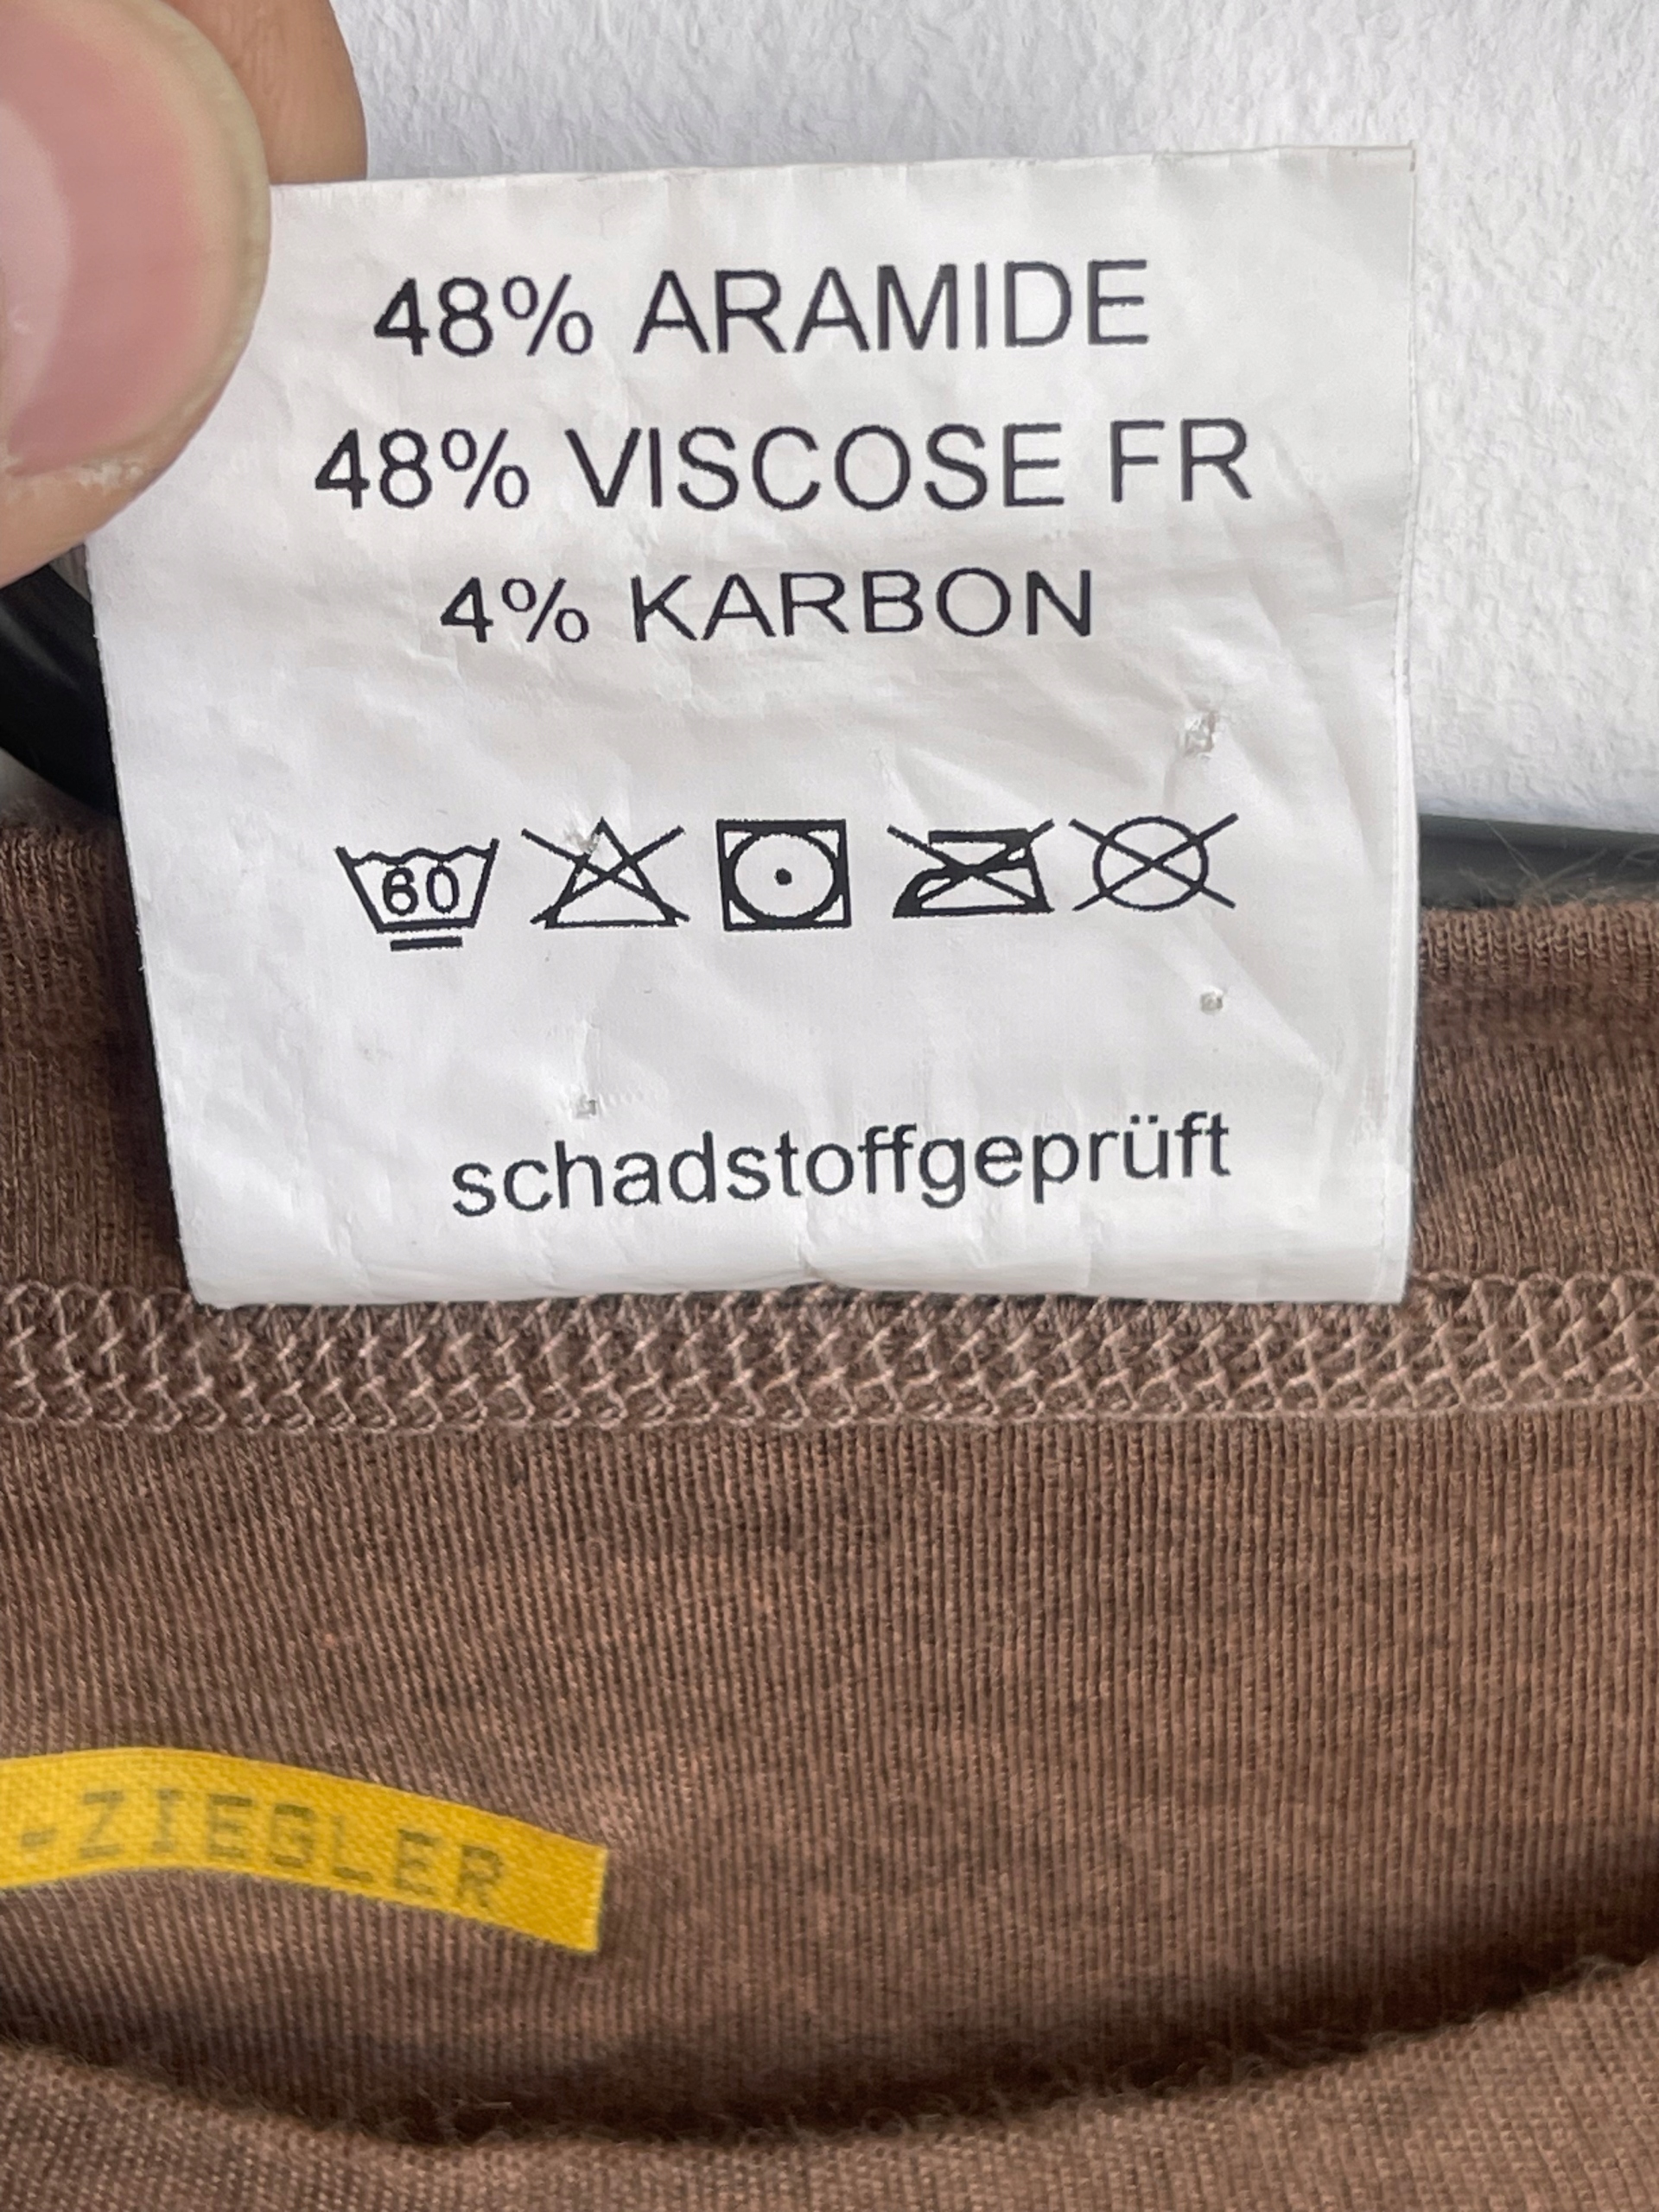 48% ARAMIDE
48% VISCOSE FR
4% KARBON
60
schadstoffgeprüft
-ZIEGLER